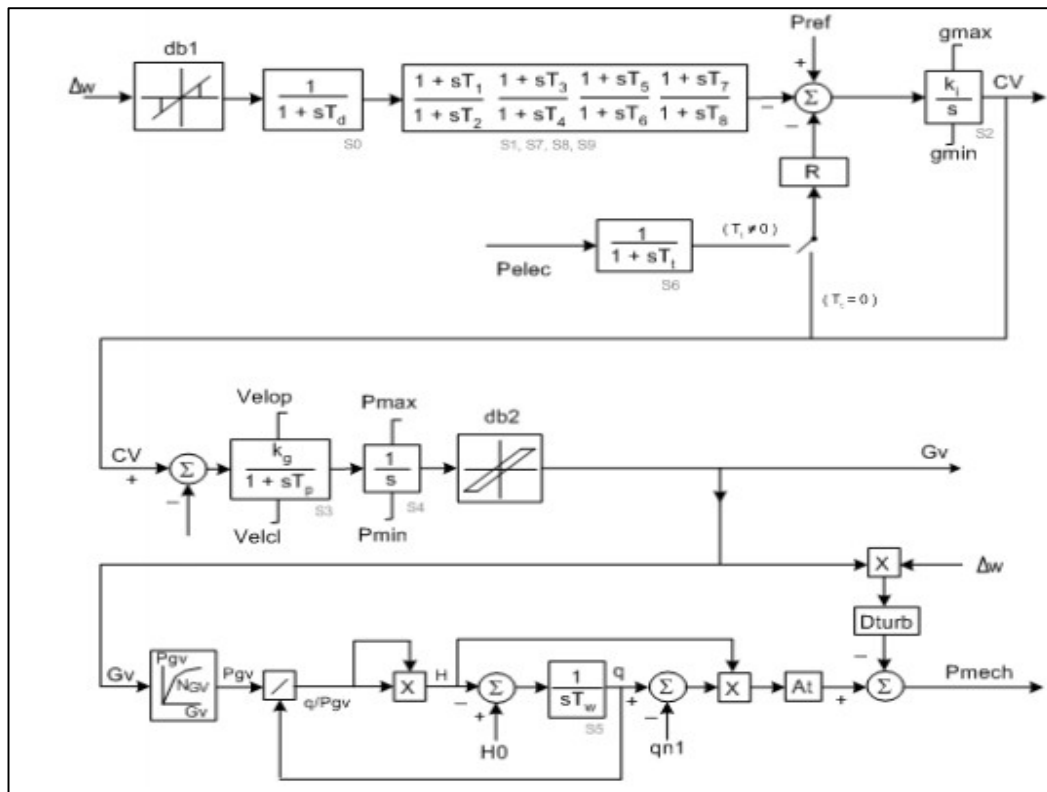 db1
Δw
1
1 + sTd
S0
1 + sT1 1 + sT3 1 + sT5 1 + sT7
1 + sT2 1 + sT4 1 + sT6 1 + sT8
S1, S7, S8, S9
Pref
+
−
Σ
−
gmax
ki
s
CV
S2
gmin
R
Pelec
1
1 + sTt
S6
( Tt ≠ 0)
( Tt = 0)
CV
+
Σ
−
Velop
kg
1 + sTp
S3
Velcl
Pmax
1
s
S4
Pmin
db2
Gv
X
Δw
Dturb
−
Gv
Pgv
NGV
Gv
Pgv
/
q/Pgv
X
H
−
Σ
+
H0
1
sTw
S5
q
+
Σ
−
qn1
X
At
+
Σ
Pmech